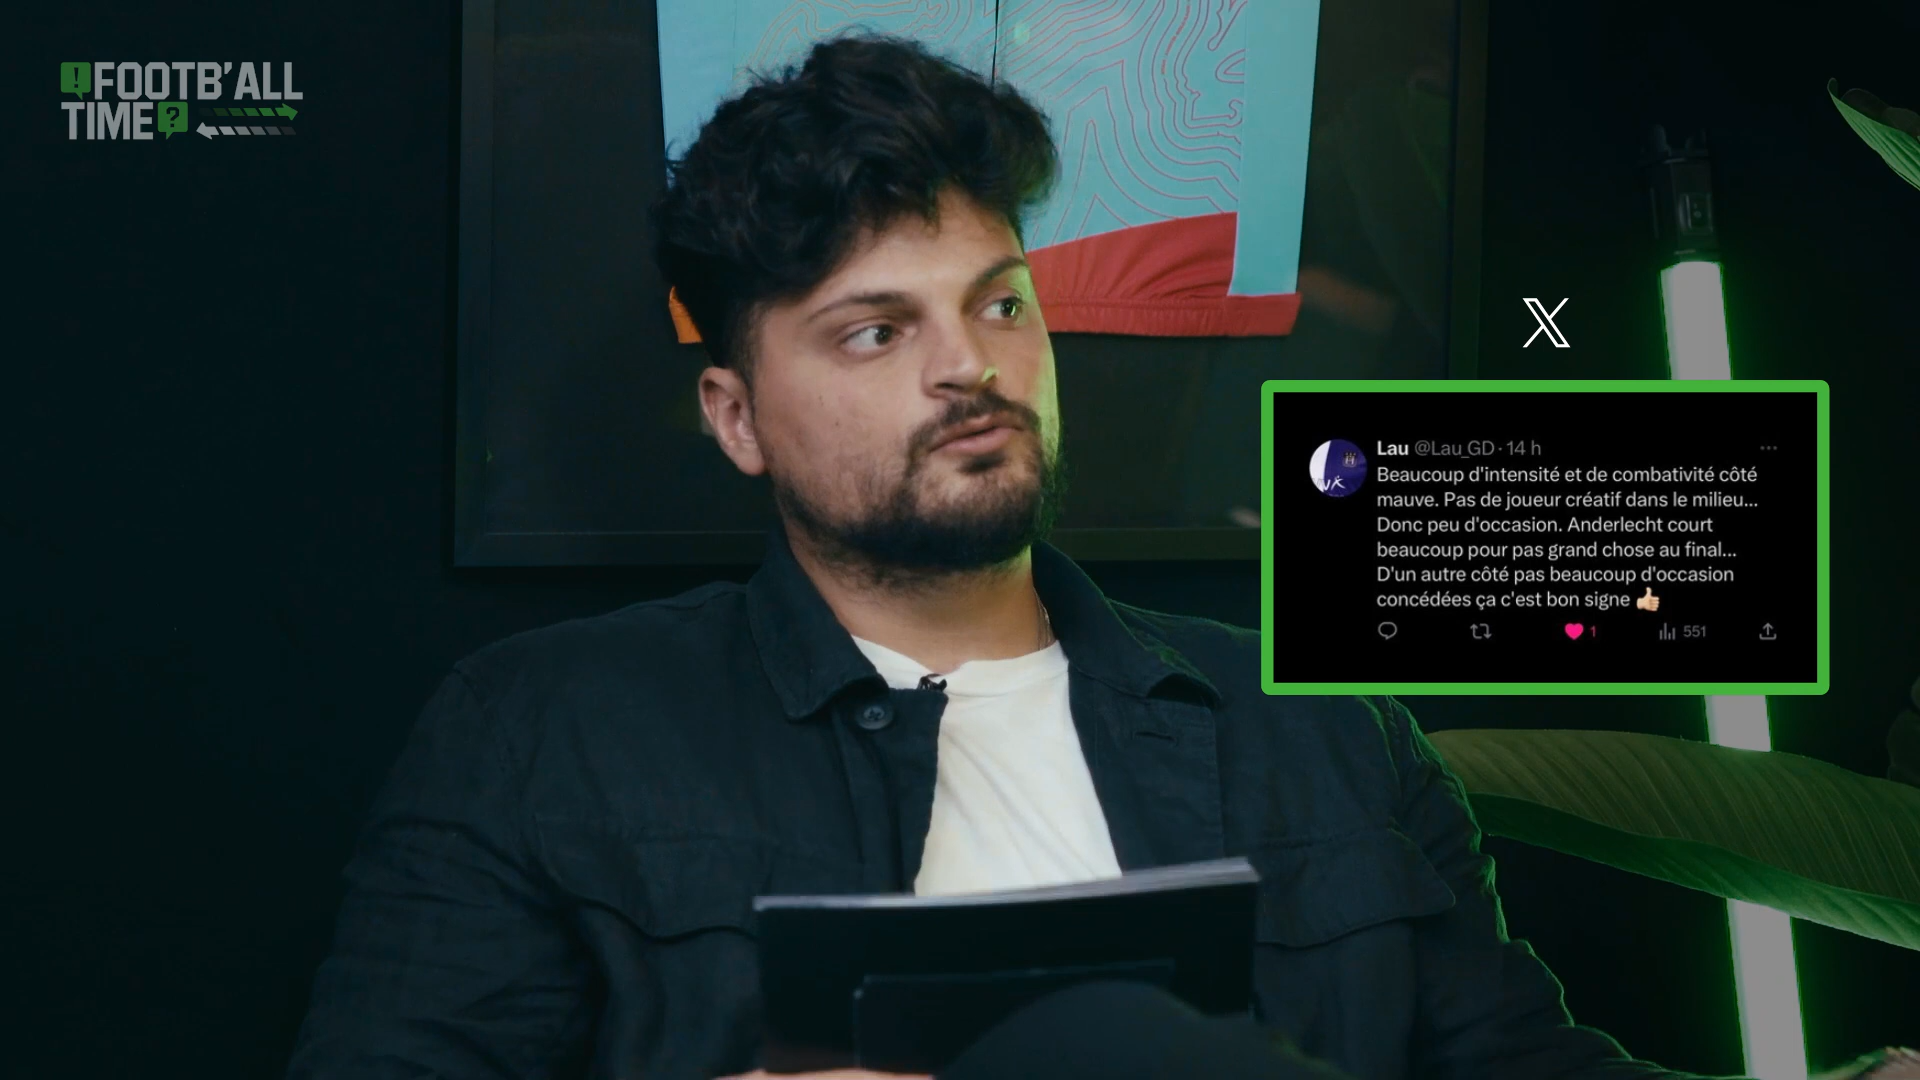 !FOOTB'ALL
TIME?
X
Lau @Lau_GD · 14 h
Beaucoup d'intensité et de combativité côté
mauve. Pas de joueur créatif dans le milieu...
Donc peu d'occasion. Anderlecht court
beaucoup pour pas grand chose au final...
D'un autre côté pas beaucoup d'occasion
concédées ça c'est bon signe 👍🏻
1 551